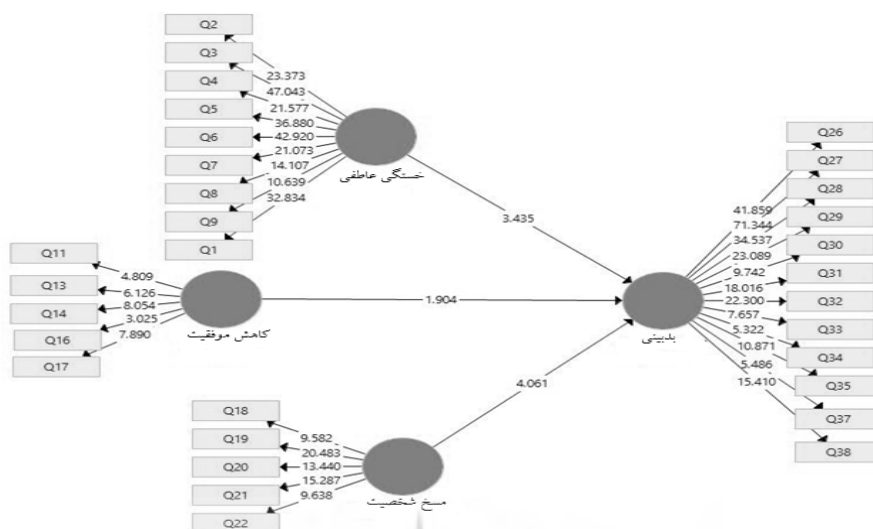 Q2
Q3
Q4
Q5
Q6
Q7
Q8
Q9
Q1
23.373
47.043
21.577
36.880
42.920
21.073
14.107
10.639
32.834
خستگی عاطفی
3.435
Q11
Q13
Q14
Q16
Q17
4.809
6.126
8.054
3.025
7.890
کاهش موفقیت
1.904
Q18
Q19
Q20
Q21
Q22
9.582
20.483
13.440
15.287
9.638
مسخ شخصیت
4.061
بدبینی
41.859
71.344
34.537
23.089
9.742
18.016
22.300
7.657
5.322
10.871
5.486
15.410
Q26
Q27
Q28
Q29
Q30
Q31
Q32
Q33
Q34
Q35
Q37
Q38